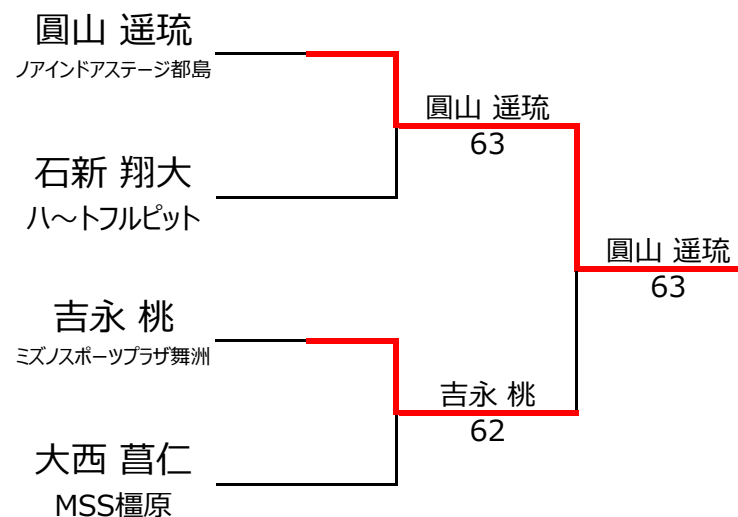 圓山 遥琉
ノアインドアステージ都島
圓山 遥琉
63
石新 翔大
ハ～トフルピット
圓山 遥琉
63
吉永 桃
ミズノスポーツプラザ舞洲
吉永 桃
62
大西 菖仁
MSS橿原